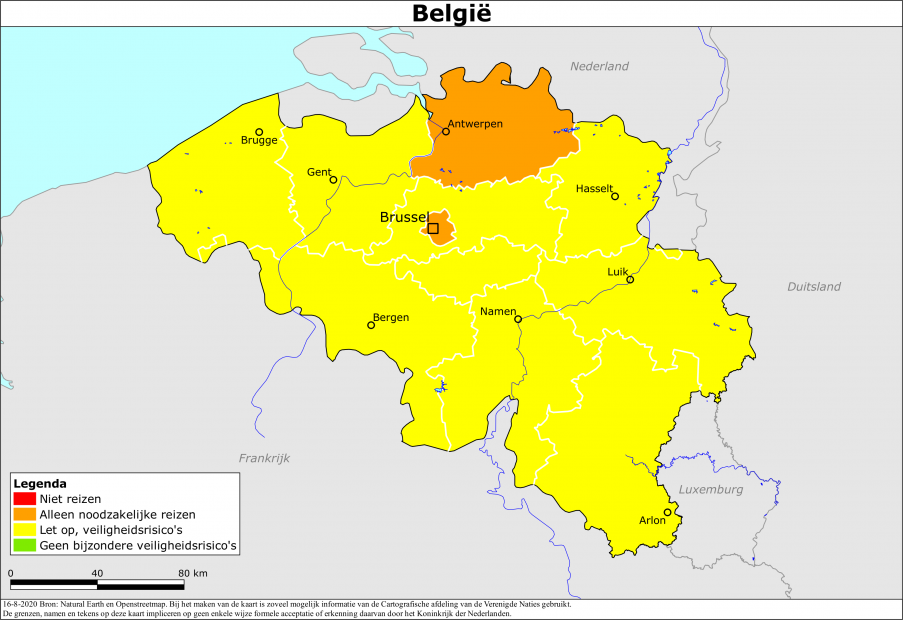 België
Nederland
Antwerpen
Brugge
Gent
Hasselt
Brussel
Luik
Duitsland
Namen
Bergen
Frankrijk
Luxemburg
Arlon
Legenda
Niet reizen
Alleen noodzakelijke reizen
Let op, veiligheidsrisico's
Geen bijzondere veiligheidsrisico's
0 40 80 km
16-8-2020 Bron: Natural Earth en Openstreetmap. Bij het maken van de kaart is zoveel mogelijk informatie van de Cartografische afdeling van de Verenigde Naties gebruikt.
De grenzen, namen en tekens op deze kaart impliceren op geen enkele wijze formele acceptatie of erkenning daarvan door het Koninkrijk der Nederlanden.